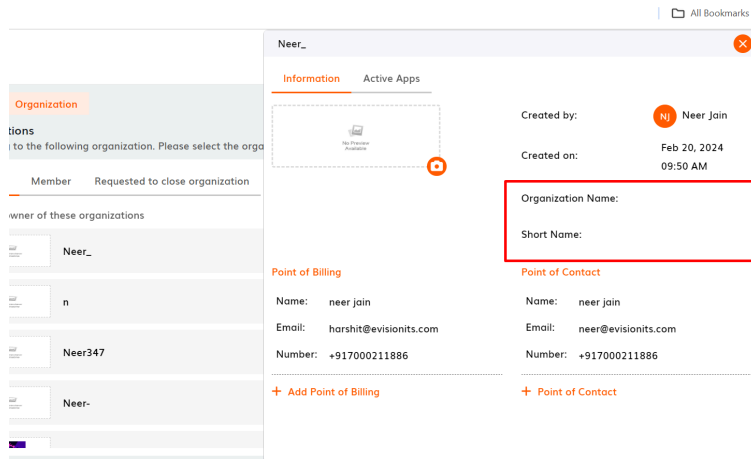 All Bookmarks
Neer_
Information Active Apps
Organization
tions
to the following organization. Please select the orga
Member Requested to close organization
owner of these organizations
Neer_
n
Neer347
Neer-
No Preview
Available
Created by: NJ Neer Jain
Created on: Feb 20, 2024
09:50 AM
Organization Name:
Short Name:
Point of Billing
Name: neer jain
Email: harshit@evisionits.com
Number: +917000211886
+ Add Point of Billing
Point of Contact
Name: neer jain
Email: neer@evisionits.com
Number: +917000211886
+ Point of Contact